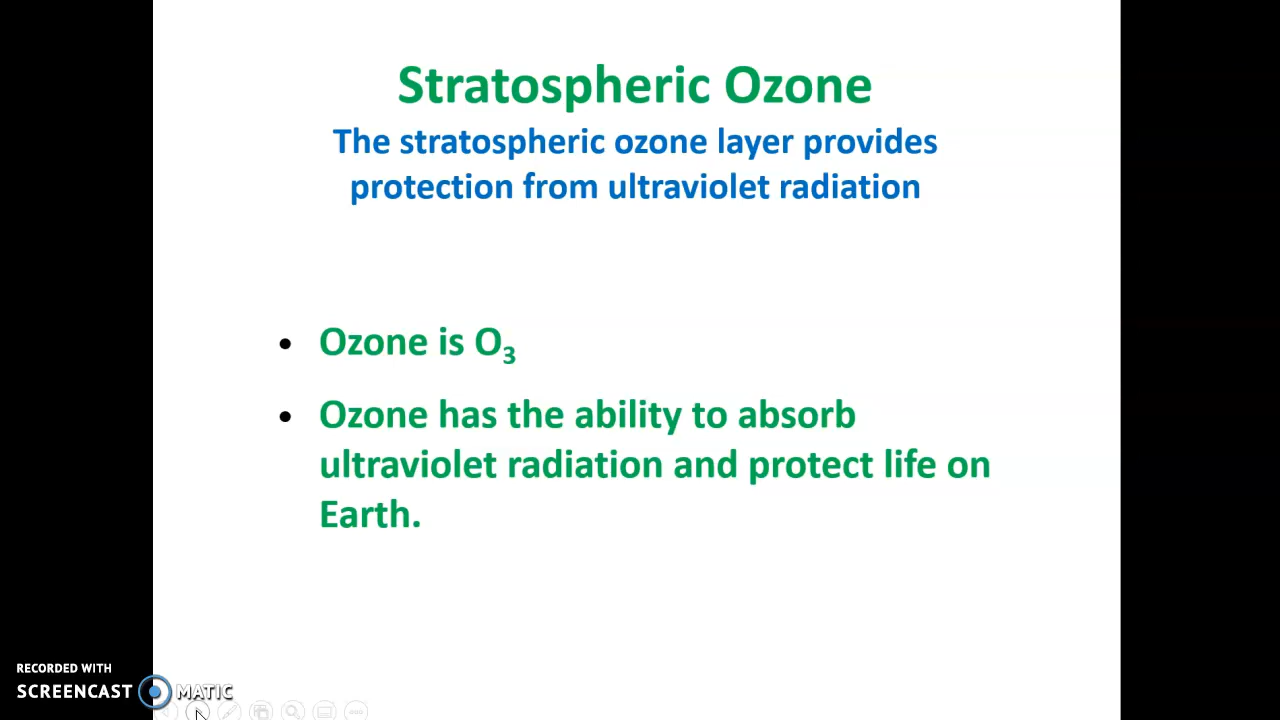 Stratospheric Ozone
The stratospheric ozone layer provides
protection from ultraviolet radiation
• Ozone is O₃
• Ozone has the ability to absorb
ultraviolet radiation and protect life on
Earth.
RECORDED WITH
SCREENCAST MATIC